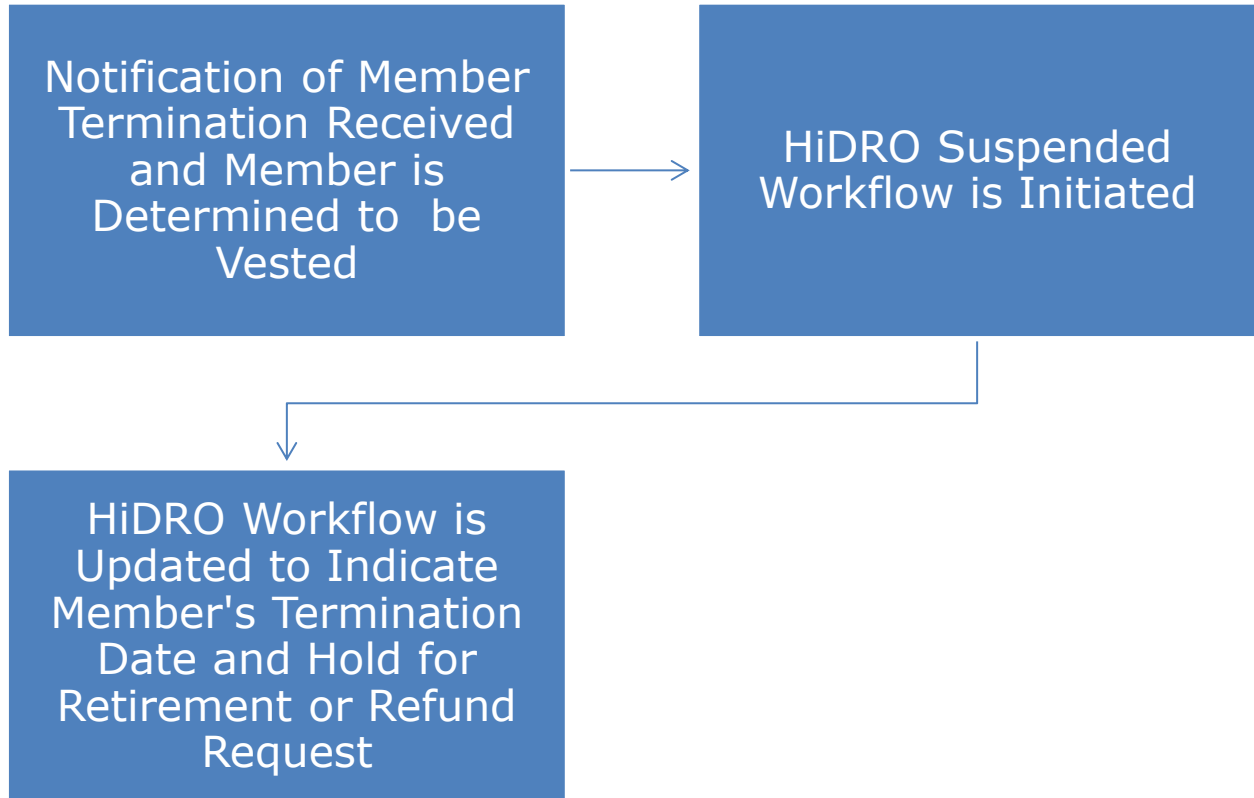 Notification of Member
Termination Received
and Member is
Determined to  be
Vested
HiDRO Suspended
Workflow is Initiated
HiDRO Workflow is
Updated to Indicate
Member's Termination
Date and Hold for
Retirement or Refund
Request